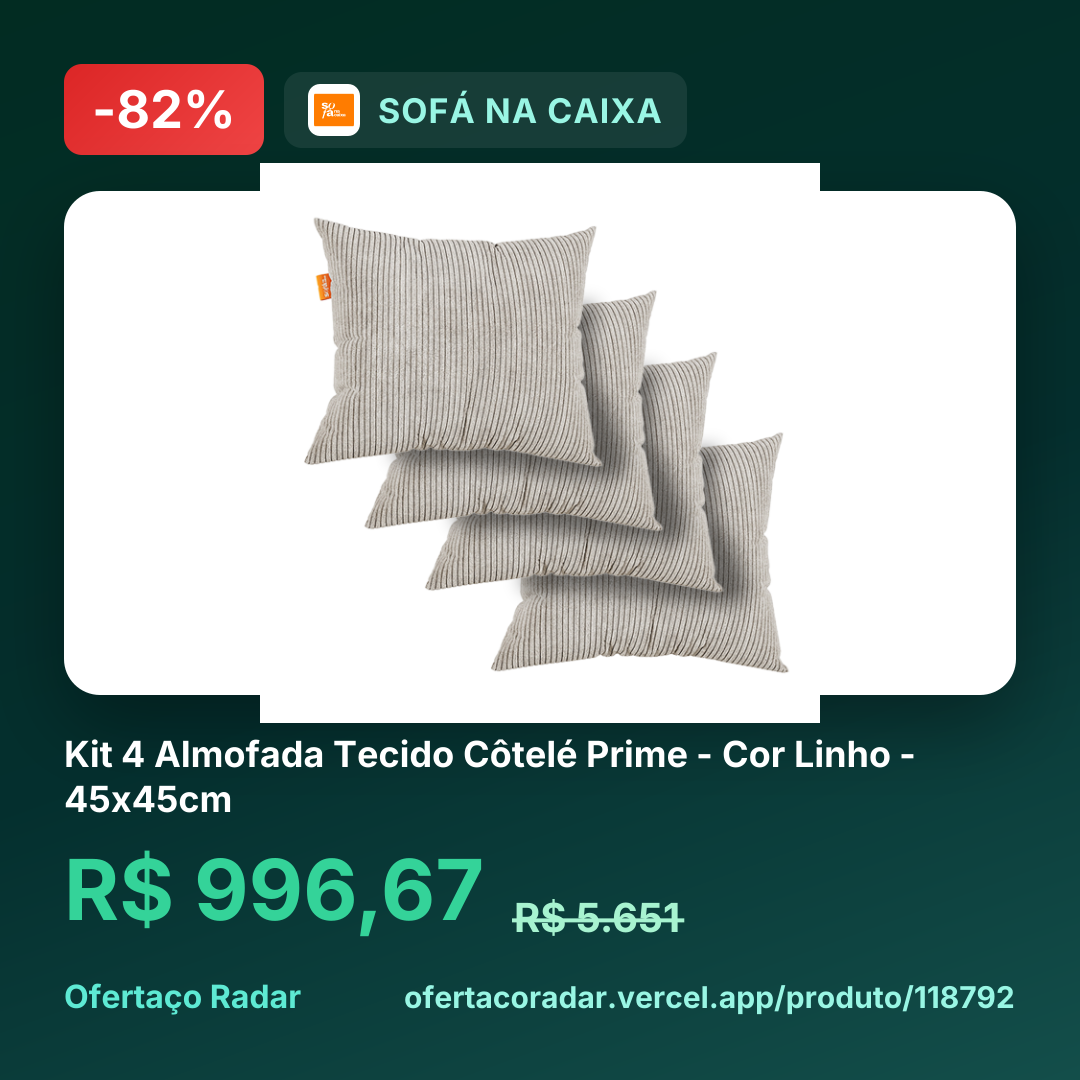 -82%
SOFÁ NA CAIXA
Kit 4 Almofada Tecido Côtelé Prime - Cor Linho -
45x45cm
R$ 996,67
R$ 5.651
Ofertaço Radar
ofertacoradar.vercel.app/produto/118792